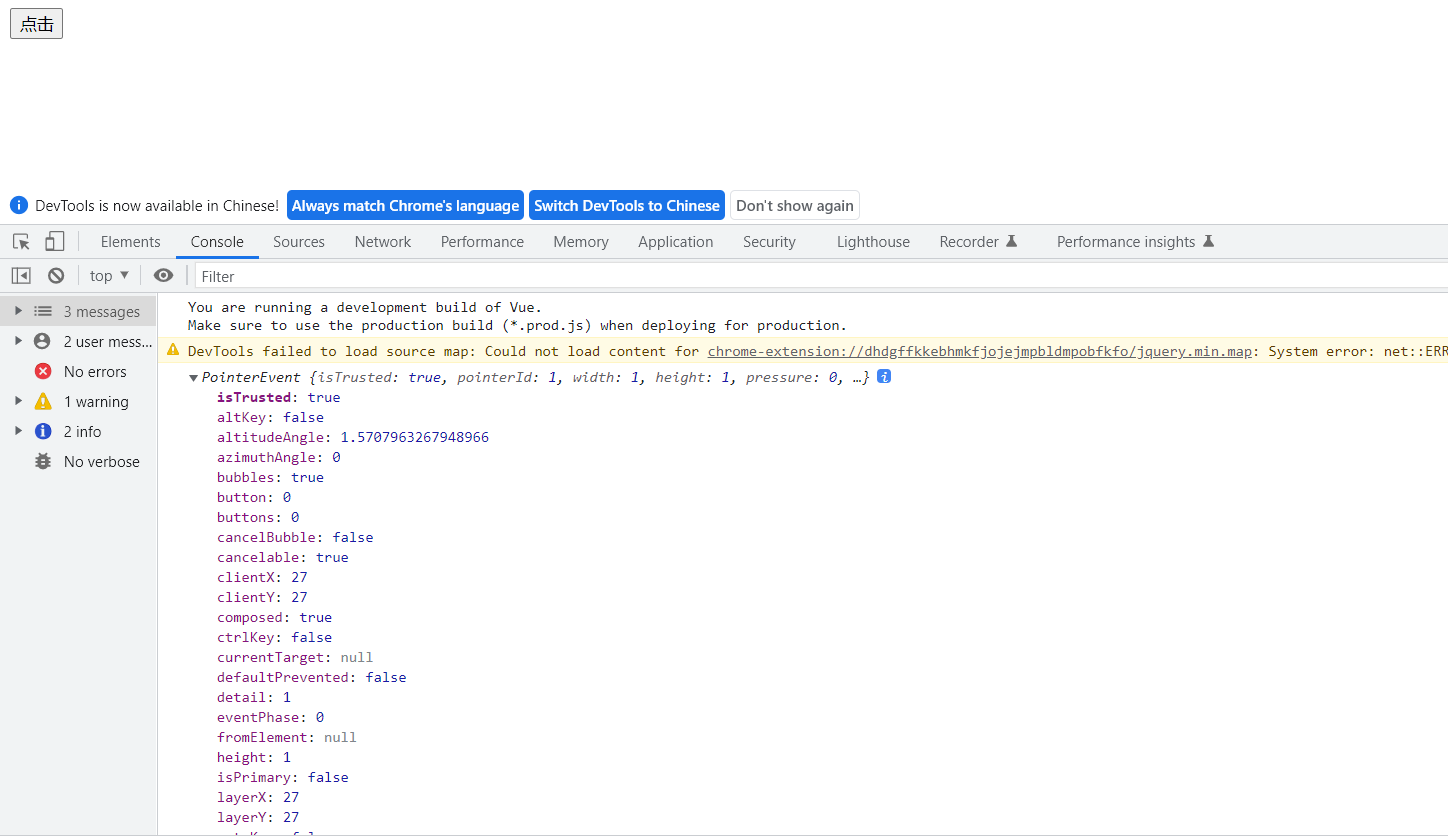 点击
DevTools is now available in Chinese! Always match Chrome's language Switch DevTools to Chinese Don't show again
Elements Console Sources Network Performance Memory Application Security Lighthouse Recorder Performance insights
top Filter
3 messages
2 user mess...
No errors
1 warning
2 info
No verbose
You are running a development build of Vue.
Make sure to use the production build (*.prod.js) when deploying for production.
DevTools failed to load source map: Could not load content for chrome-extension://dhdgffkkebhmkfjojejmpbldmpobfkfo/jquery.min.map: System error: net::ERR
PointerEvent {isTrusted: true, pointerId: 1, width: 1, height: 1, pressure: 0, …}
isTrusted: true
altKey: false
altitudeAngle: 1.5707963267948966
azimuthAngle: 0
bubbles: true
button: 0
buttons: 0
cancelBubble: false
cancelable: true
clientX: 27
clientY: 27
composed: true
ctrlKey: false
currentTarget: null
defaultPrevented: false
detail: 1
eventPhase: 0
fromElement: null
height: 1
isPrimary: false
layerX: 27
layerY: 27